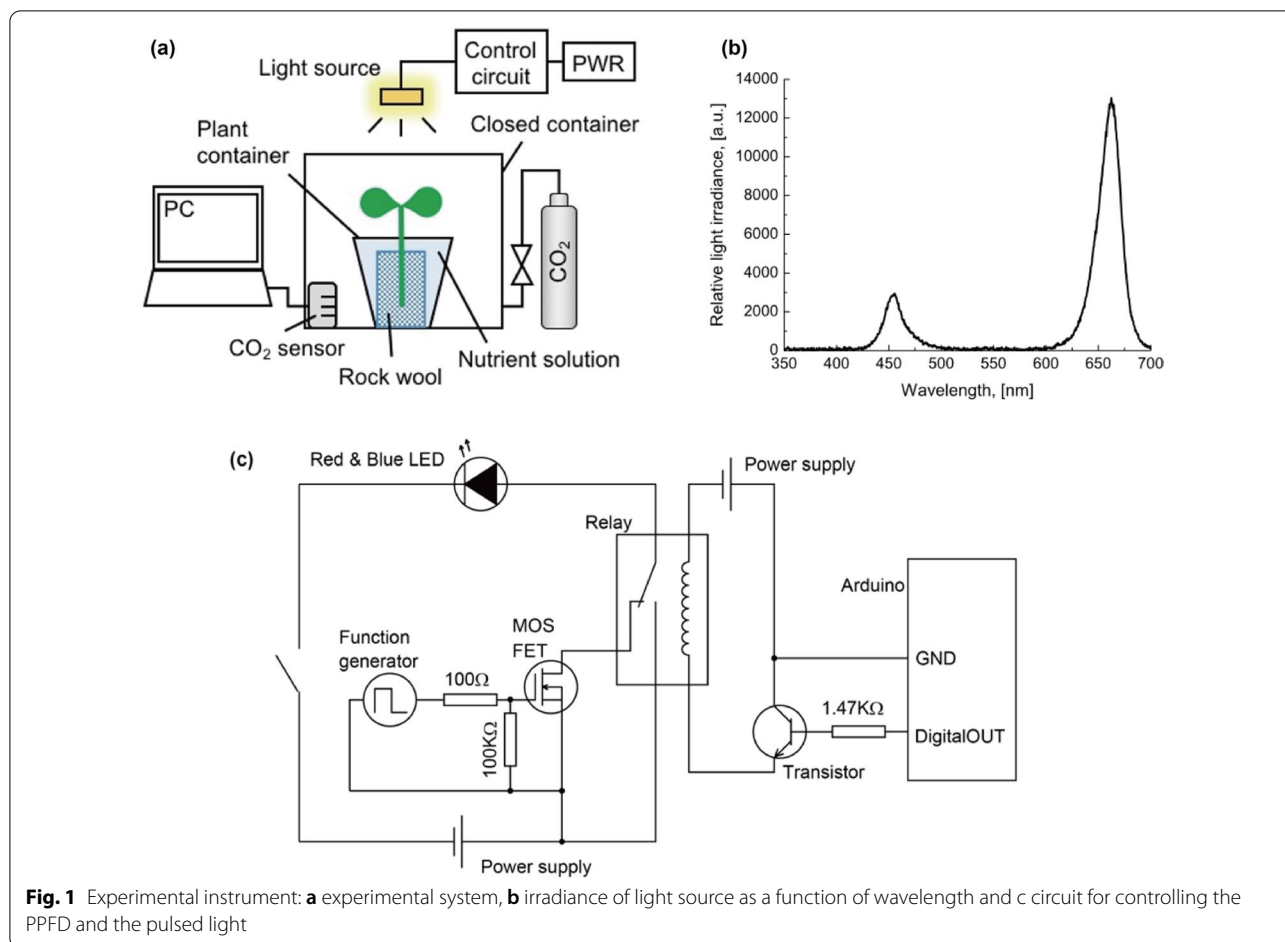 (a)
Light source
Control
circuit
PWR
Plant
container
Closed container
PC
CO₂
CO₂ sensor
Rock wool
Nutrient solution
(b)
Relative light irradiance, [a.u.]
14000
12000
10000
8000
6000
4000
2000
0
350 400 450 500 550 600 650 700
Wavelength, [nm]
(c)
Red & Blue LED
Power supply
Relay
Arduino
Function
generator
MOS
FET
100Ω
100KΩ
GND
1.47KΩ
DigitalOUT
Transistor
Power supply
Fig. 1 Experimental instrument: a experimental system, b irradiance of light source as a function of wavelength and c circuit for controlling the
PPFD and the pulsed light